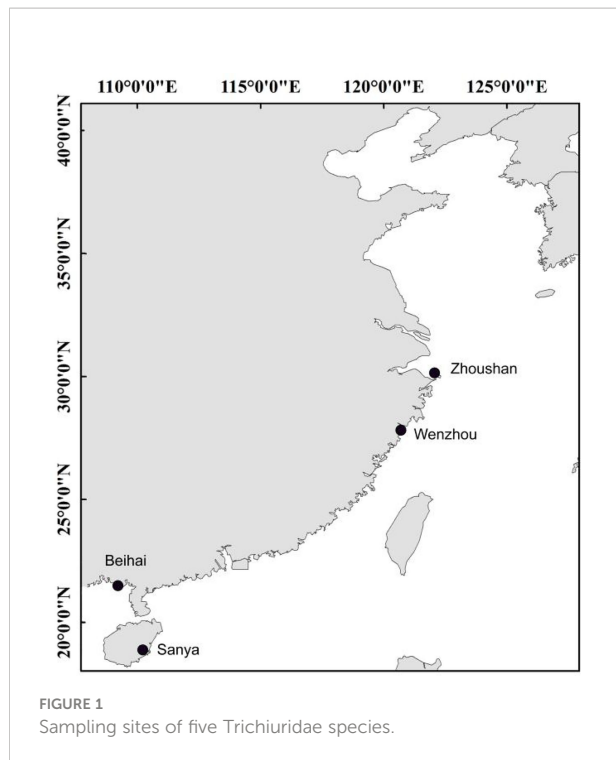 110°0'0"E 115°0'0"E 120°0'0"E 125°0'0"E
40°0'0"N
35°0'0"N
30°0'0"N
25°0'0"N
20°0'0"N
Zhoushan
Wenzhou
Beihai
Sanya
FIGURE 1
Sampling sites of five Trichiuridae species.